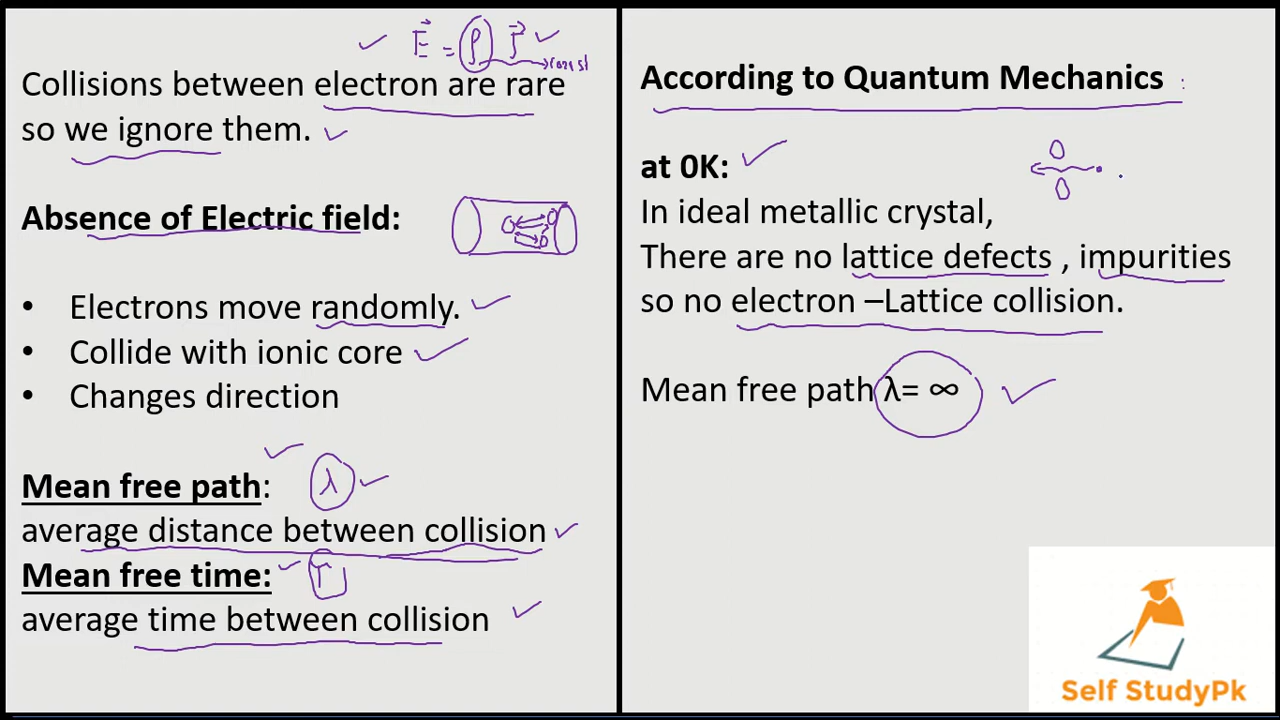 E = ρ J
const
Collisions between electron are rare
so we ignore them.
Absence of Electric field:
• Electrons move randomly.
• Collide with ionic core
• Changes direction
Mean free path: λ
average distance between collision
Mean free time: τ
average time between collision
According to Quantum Mechanics
at 0K:
In ideal metallic crystal,
There are no lattice defects , impurities
so no electron –Lattice collision.
Mean free path λ= ∞
Self StudyPk